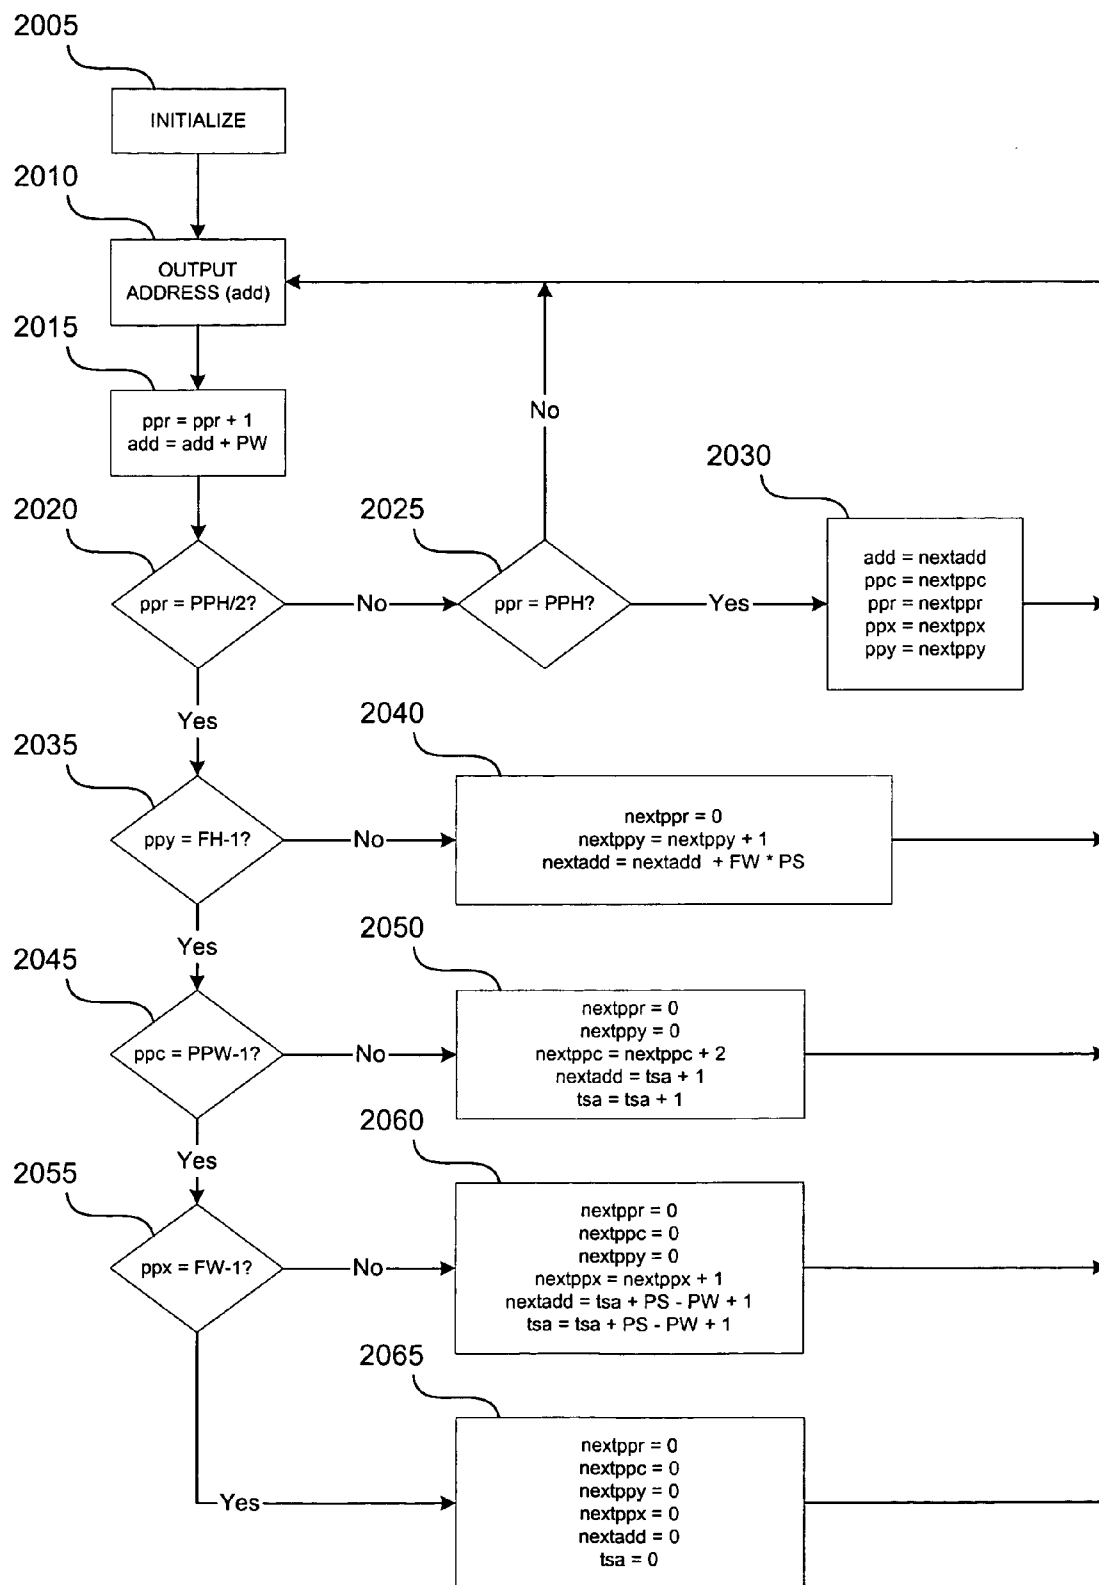 2005
INITIALIZE
2010
OUTPUT
ADDRESS (add)
2015
ppr = ppr + 1
add = add + PW
No
2020
ppr = PPH/2?
No
2025
ppr = PPH?
Yes
2030
add = nextadd
ppc = nextppc
ppr = nextppr
ppx = nextppx
ppy = nextppy
Yes
2035
ppy = FH-1?
No
2040
nextppr = 0
nextppy = nextppy + 1
nextadd = nextadd + FW * PS
Yes
2045
ppc = PPW-1?
No
2050
nextppr = 0
nextppy = 0
nextppc = nextppc + 2
nextadd = tsa + 1
tsa = tsa + 1
Yes
2055
ppx = FW-1?
No
2060
nextppr = 0
nextppc = 0
nextppy = 0
nextppx = nextppx + 1
nextadd = tsa + PS - PW + 1
tsa = tsa + PS - PW + 1
Yes
2065
nextppr = 0
nextppc = 0
nextppy = 0
nextppx = 0
nextadd = 0
tsa = 0